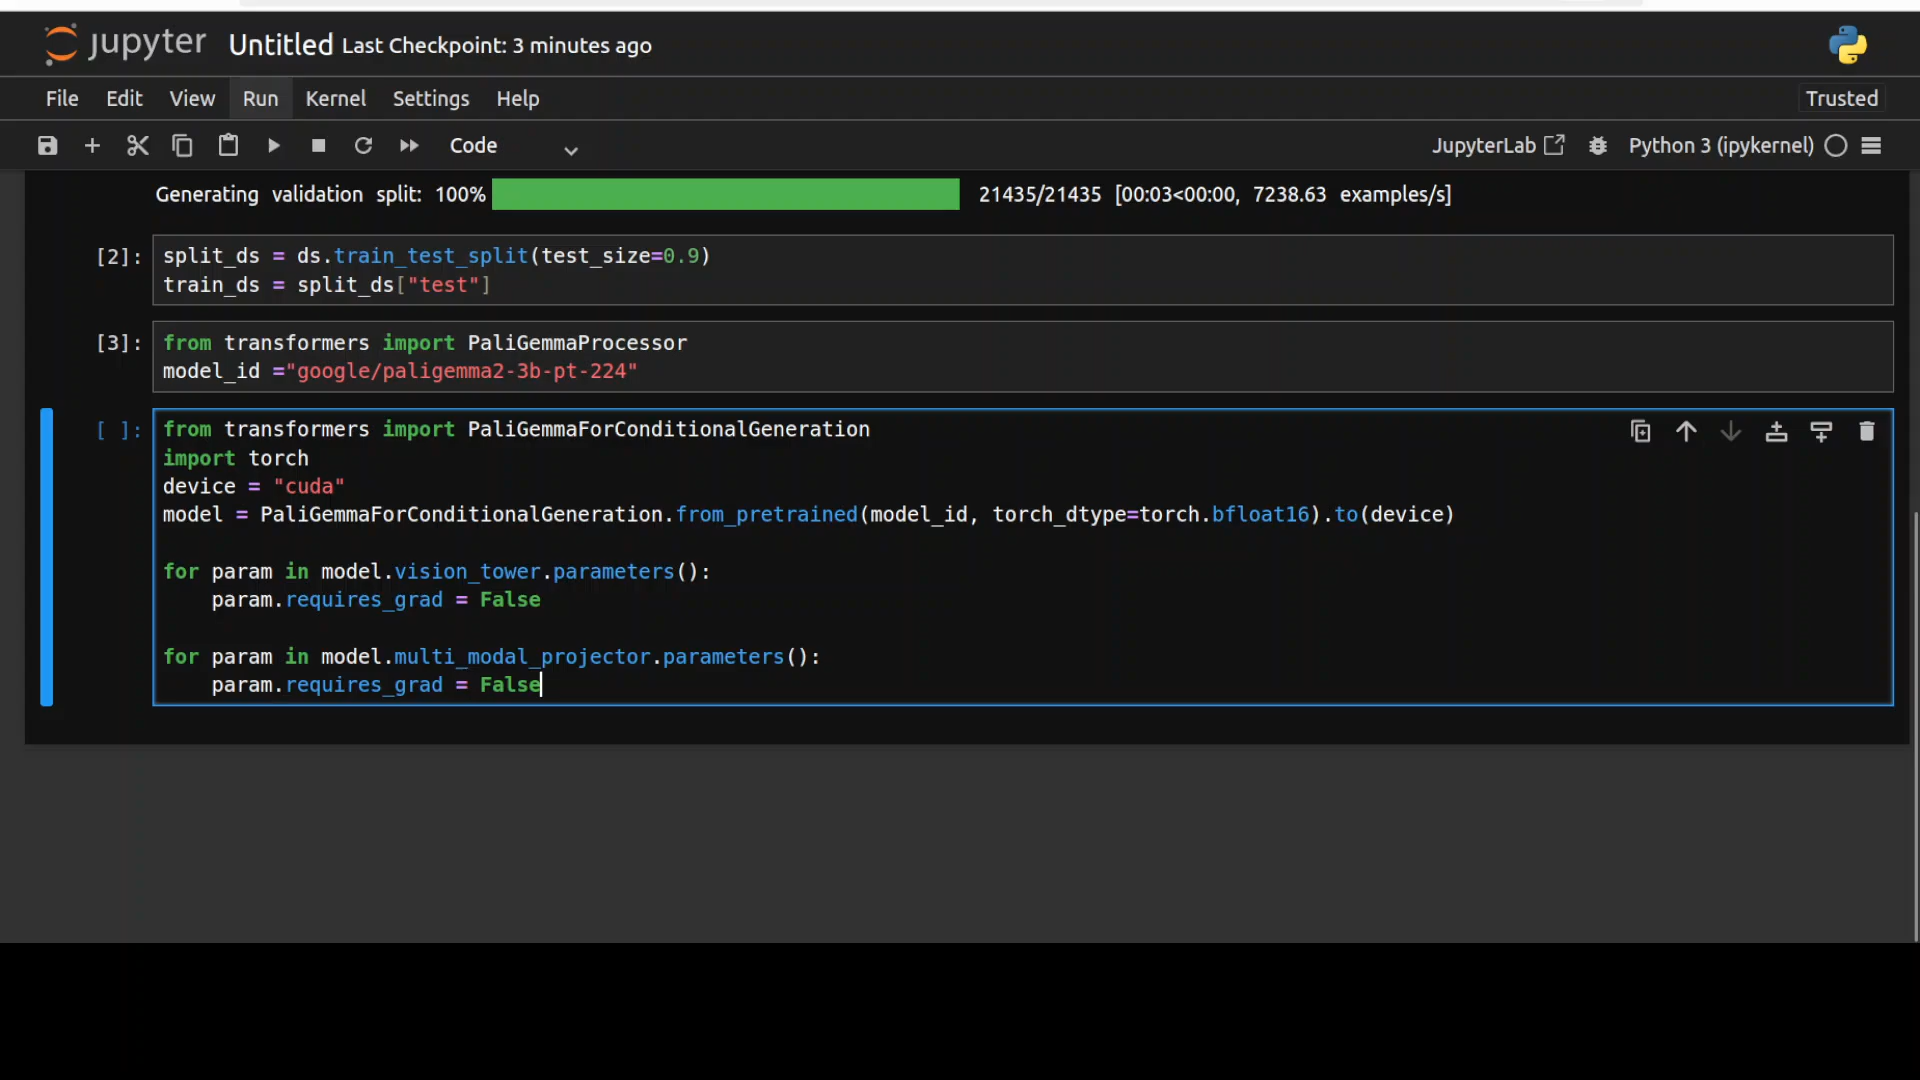 jupyter Untitled Last Checkpoint: 3 minutes ago
File Edit View Run Kernel Settings Help Trusted
Code JupyterLab Python 3 (ipykernel)
Generating validation split: 100% 21435/21435 [00:03<00:00, 7238.63 examples/s]
[2]: split_ds = ds.train_test_split(test_size=0.9)
train_ds = split_ds["test"]
[3]: from transformers import PaliGemmaProcessor
model_id ="google/paligemma2-3b-pt-224"
[ ]: from transformers import PaliGemmaForConditionalGeneration
import torch
device = "cuda"
model = PaliGemmaForConditionalGeneration.from_pretrained(model_id, torch_dtype=torch.bfloat16).to(device)
for param in model.vision_tower.parameters():
    param.requires_grad = False
for param in model.multi_modal_projector.parameters():
    param.requires_grad = False